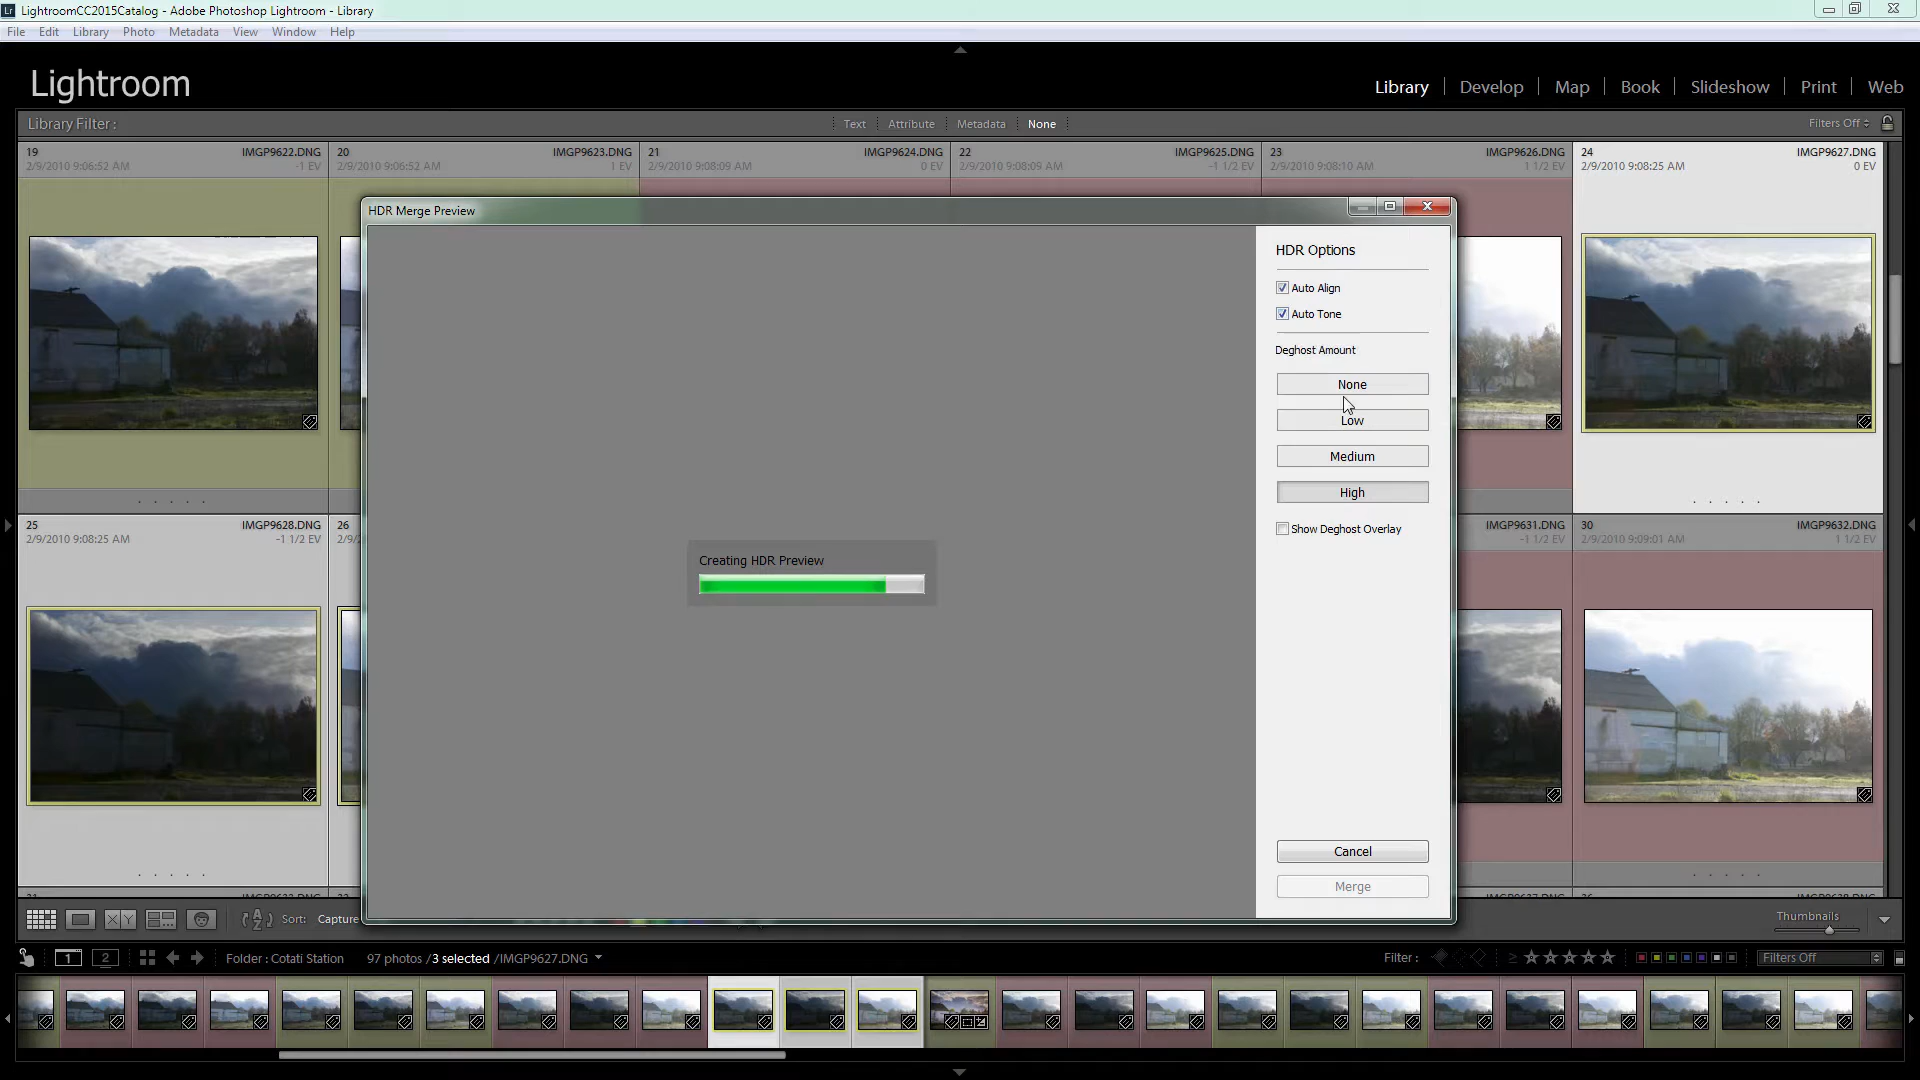 LightroomCC2015Catalog - Adobe Photoshop Lightroom - Library
File Edit Library Photo Metadata View Window Help
Lightroom
Library Develop Map Book Slideshow Print Web
Library Filter : Text Attribute Metadata None Filters Off
19 IMGP9622.DNG 20 IMGP9623.DNG 21 IMGP9624.DNG 22 IMGP9625.DNG 23 IMGP9626.DNG 24 IMGP9627.DNG
2/9/2010 9:06:52 AM -1 EV 2/9/2010 9:06:52 AM 1 EV 2/9/2010 9:08:09 AM 0 EV 2/9/2010 9:08:09 AM -1 1/2 EV 2/9/2010 9:08:10 AM 1 1/2 EV 2/9/2010 9:08:25 AM 0 EV
HDR Merge Preview
HDR Options
Auto Align
Auto Tone
Deghost Amount
None
Low
Medium
High
Show Deghost Overlay
Creating HDR Preview
25 IMGP9628.DNG 26 IMGP9631.DNG 30 IMGP9632.DNG
2/9/2010 9:08:25 AM -1 1/2 EV -1 1/2 EV 2/9/2010 9:09:01 AM 1 1/2 EV
Cancel
Merge
Sort: Capture Thumbnails
1 2 Folder : Cotati Station 97 photos / 3 selected / IMGP9627.DNG Filter : Filters Off